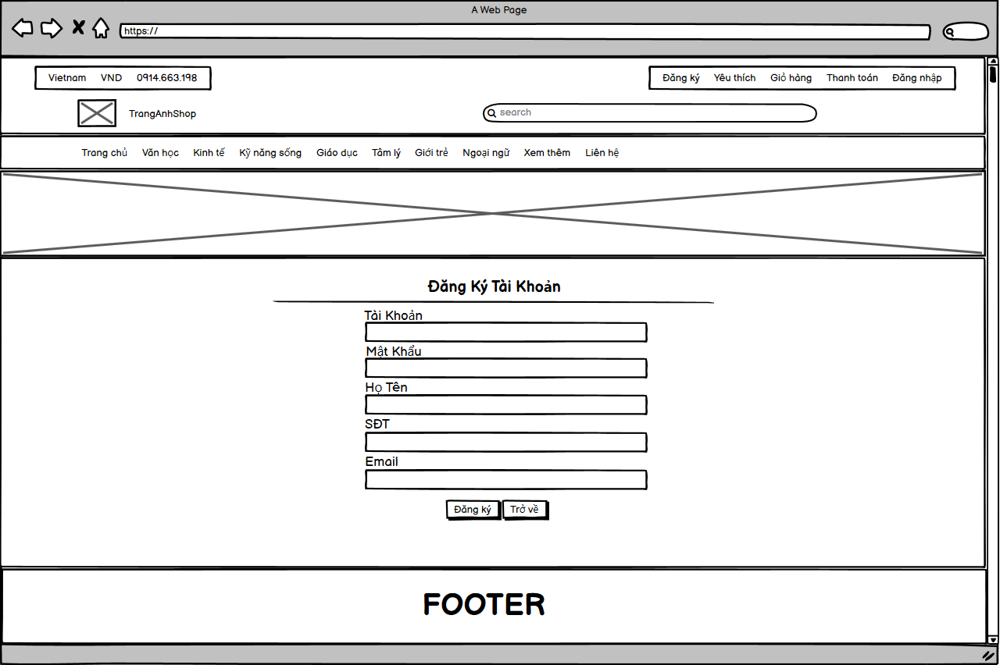 A Web Page
https://
Vietnam VND 0914.663.198
Đăng ký Yêu thích Giỏ hàng Thanh toán Đăng nhập
TrangAnhShop
search
Trang chủ Văn học Kinh tế Kỹ năng sống Giáo dục Tâm lý Giới trẻ Ngoại ngữ Xem thêm Liên hệ
Đăng Ký Tài Khoản
Tài Khoản
Mật Khẩu
Họ Tên
SĐT
Email
Đăng ký Trở về
FOOTER